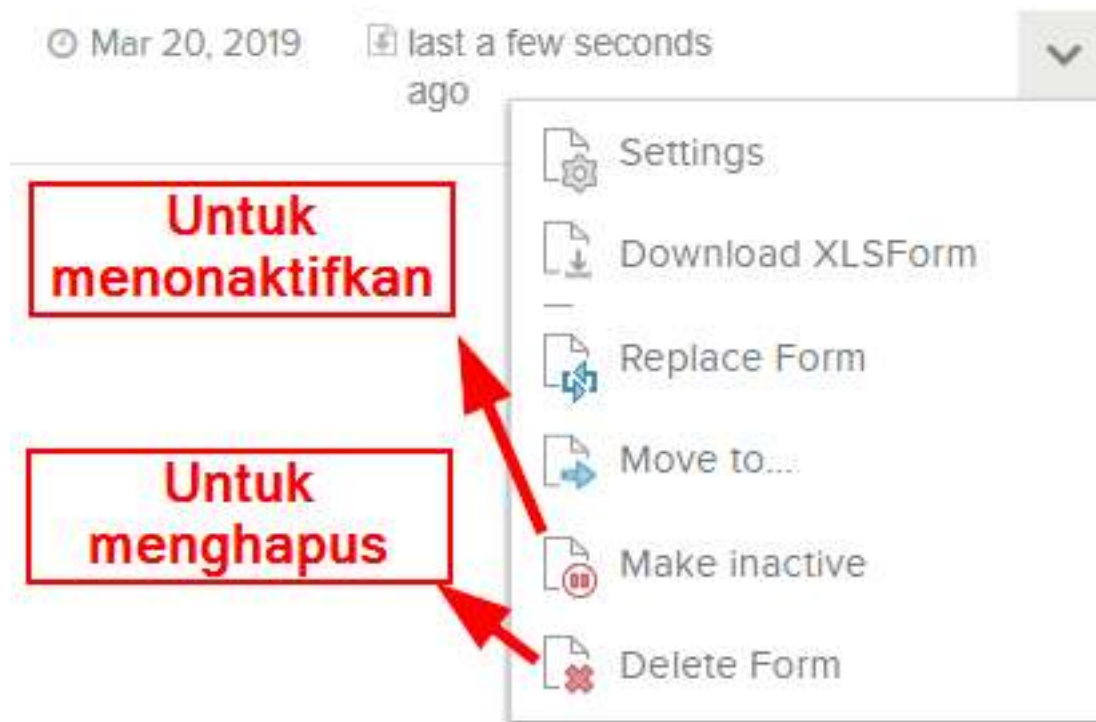 Mar 20, 2019
last a few seconds
ago
Settings
Untuk
menonaktifkan
Download XLSForm
Replace Form
Move to...
Untuk
menghapus
Make inactive
Delete Form